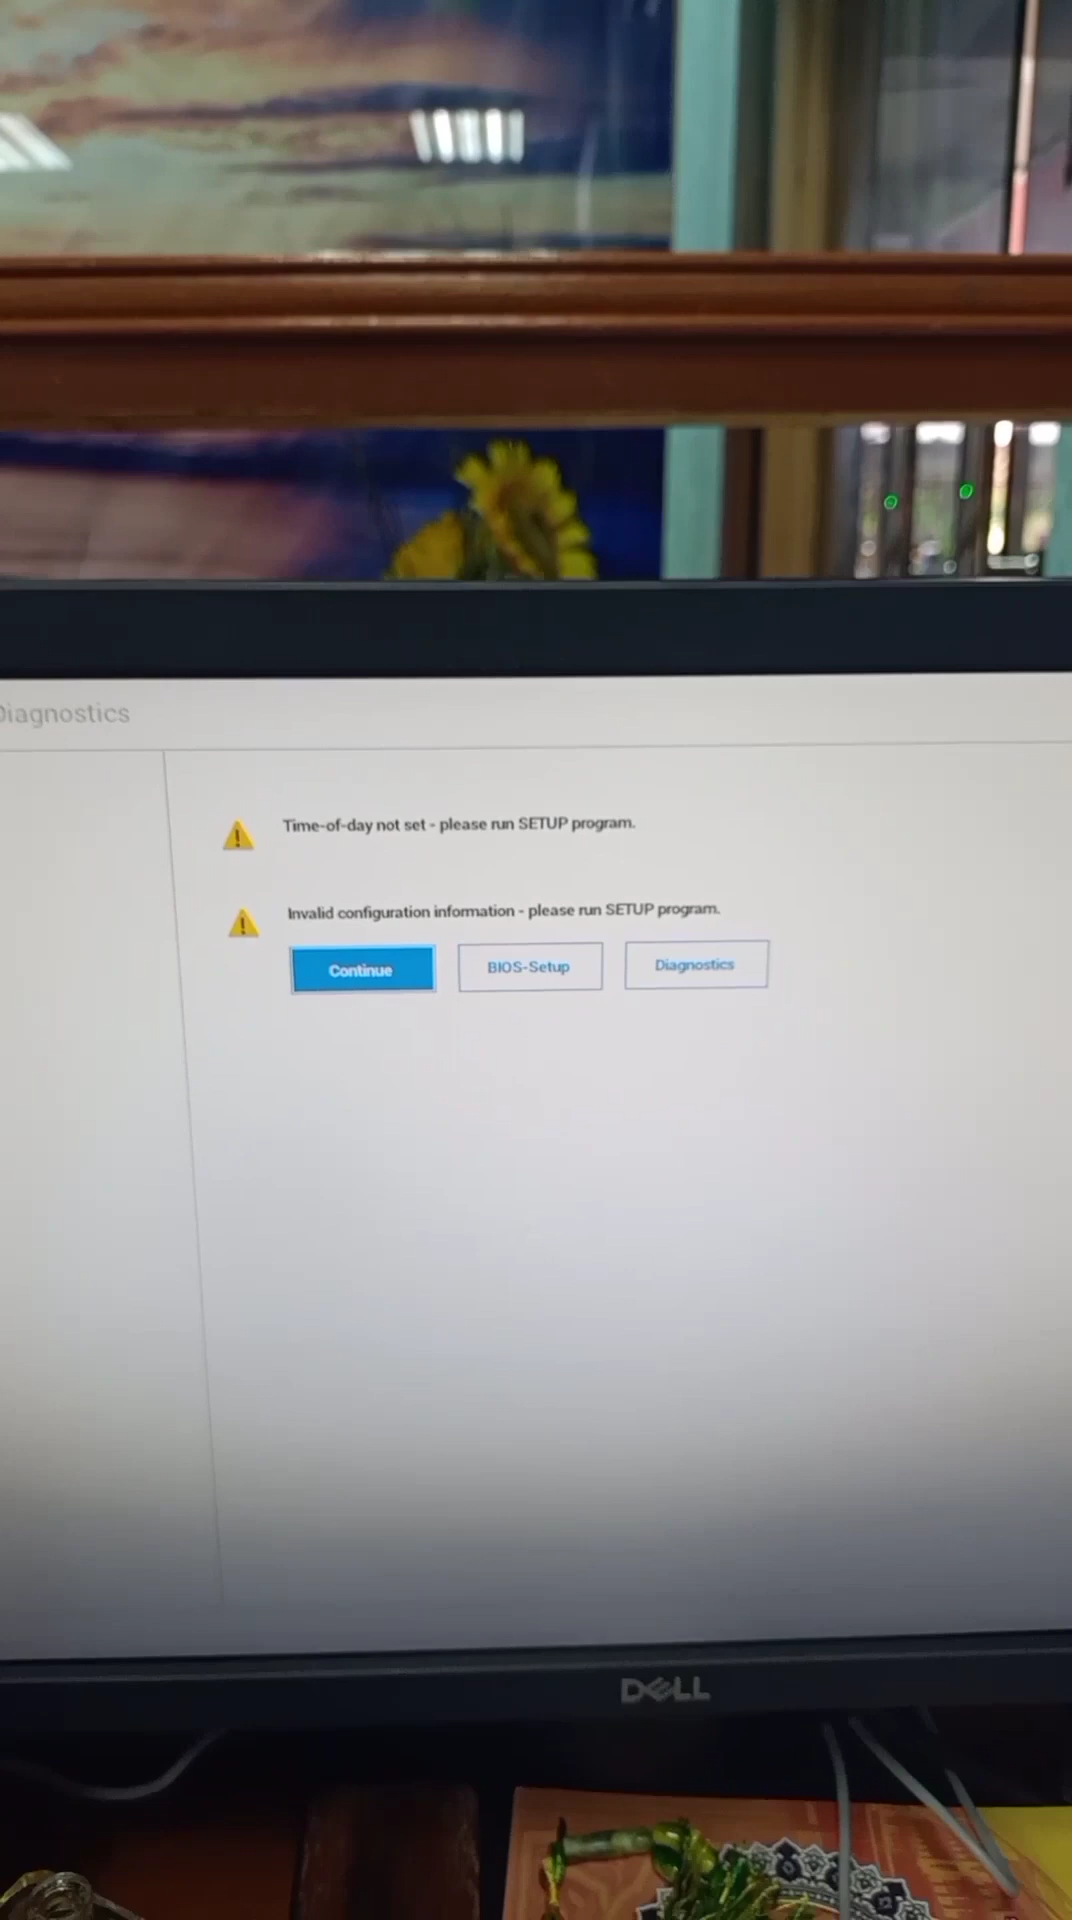 Diagnostics
Time-of-day not set - please run SETUP program.
Invalid configuration information - please run SETUP program.
Continue
BIOS-Setup
Diagnostics
DELL